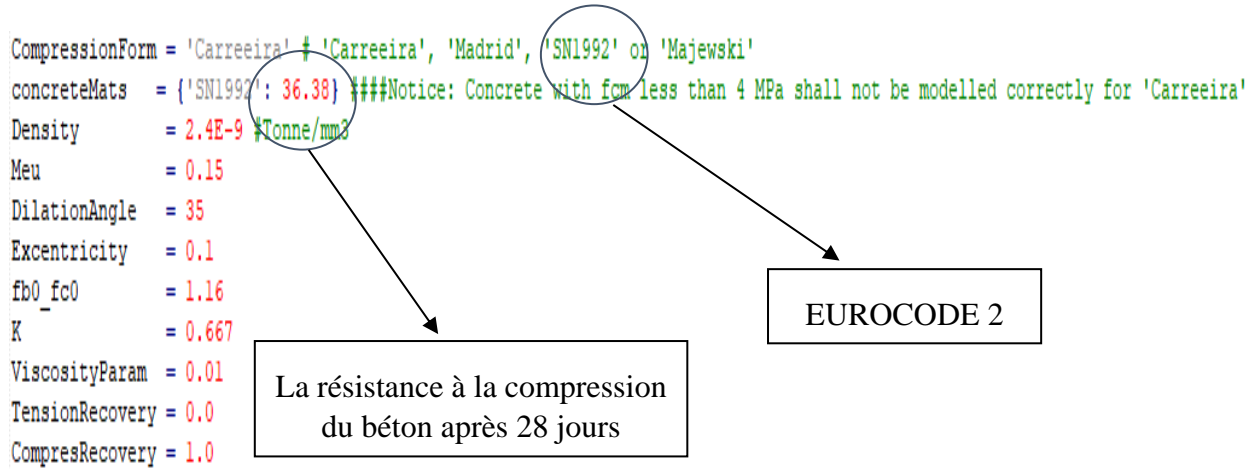 CompressionForm = 'Carreeira' # 'Carreeira', 'Madrid', 'SN1992' or 'Majewski'
concreteMats = {'SN1992': 36.38} ####Notice: Concrete with fcm less than 4 MPa shall not be modelled correctly for 'Carreeira'
Density = 2.4E-9 #Tonne/mm3
Meu = 0.15
DilationAngle = 35
Excentricity = 0.1
fb0_fc0 = 1.16
K = 0.667
ViscosityParam = 0.01
TensionRecovery = 0.0
CompresRecovery = 1.0
EUROCODE 2
La résistance à la compression
du béton après 28 jours